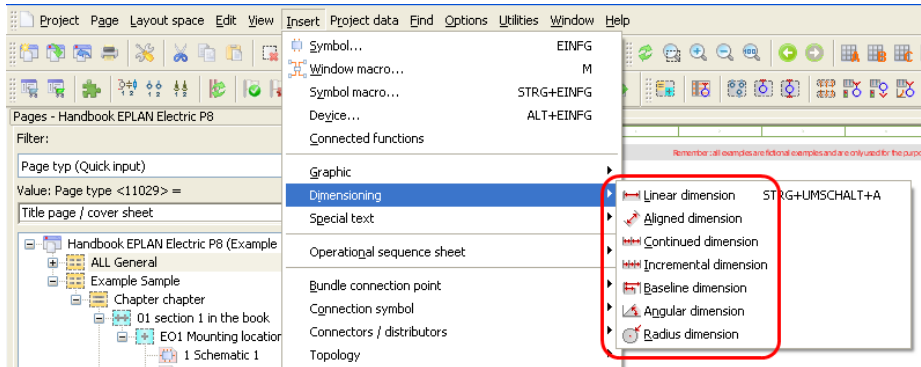 Project Page Layout space Edit View Insert Project data Find Options Utilities Window Help
Symbol... EINFG
Window macro... M
Symbol macro... STRG+EINFG
Device... ALT+EINFG
Connected functions
Graphic
Dimensioning
Special text
Operational sequence sheet
Bundle connection point
Connection symbol
Connectors / distributors
Topology
Pages - Handbook EPLAN Electric P8
Filter:
Page typ (Quick input)
Value: Page type <11029> =
Title page / cover sheet
Handbook EPLAN Electric P8 (Example
ALL General
Example Sample
Chapter chapter
01 section 1 in the book
EO1 Mounting location
1 Schematic 1
Remember: all examples are fictional examples and are only used for the purpo
Linear dimension STRG+UMSCHALT+A
Aligned dimension
Continued dimension
Incremental dimension
Baseline dimension
Angular dimension
Radius dimension